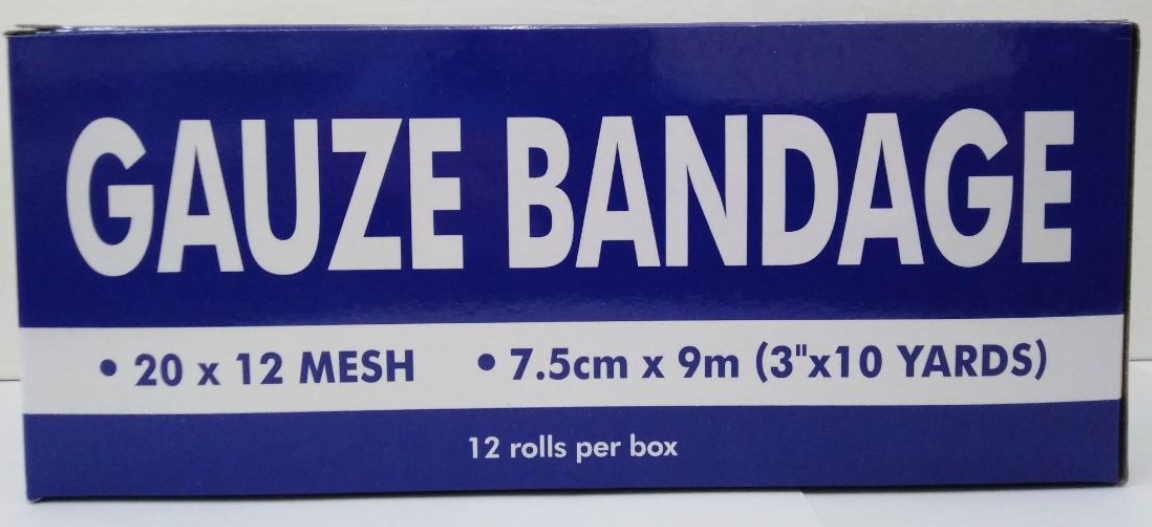 GAUZE BANDAGE
• 20 x 12 MESH • 7.5cm x 9m (3"x10 YARDS)
12 rolls per box